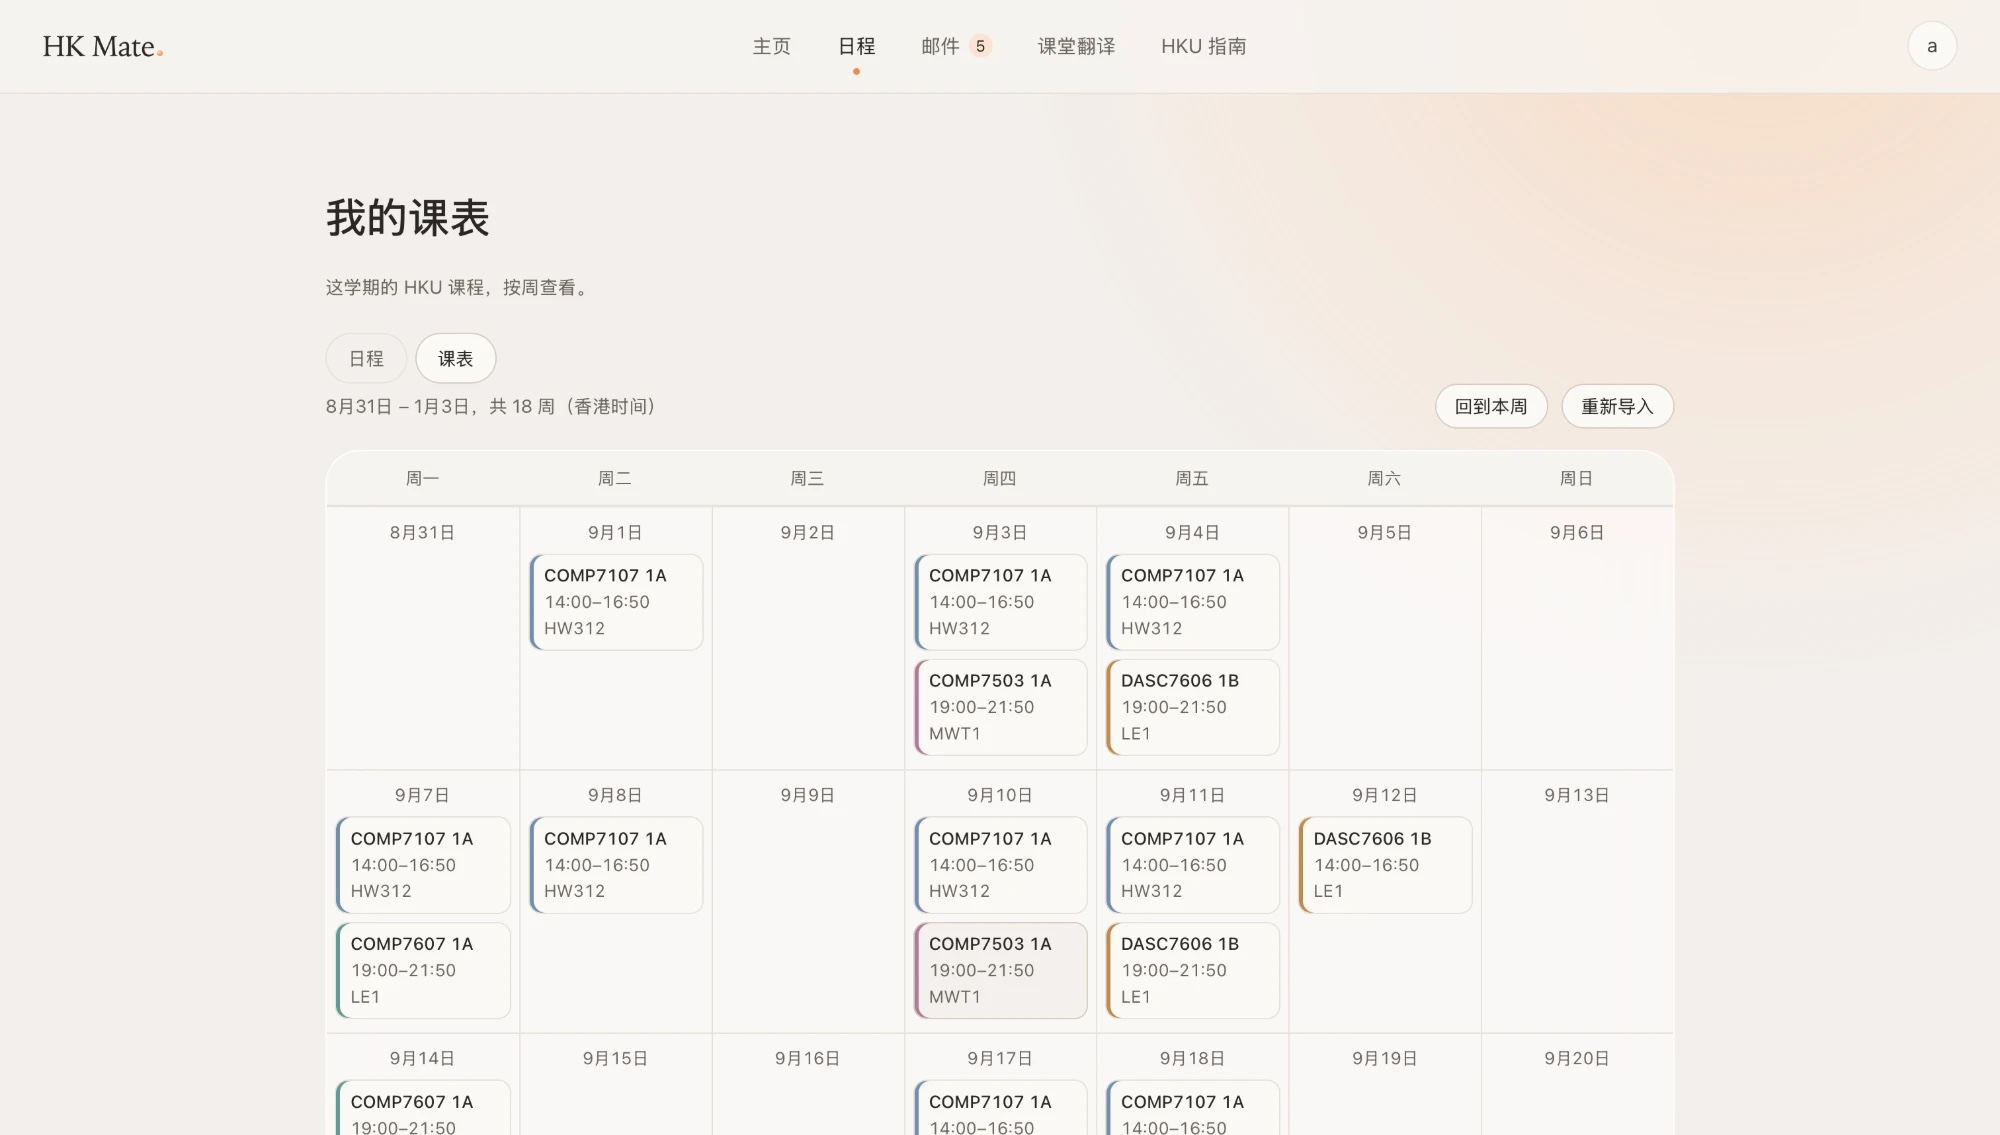 HK Mate.
主页 日程 邮件 5 课堂翻译 HKU 指南
a
我的课表
这学期的 HKU 课程，按周查看。
日程 课表
8月31日 – 1月3日，共 18 周（香港时间）
回到本周 重新导入
周一 周二 周三 周四 周五 周六 周日
8月31日
9月1日
COMP7107 1A
14:00–16:50
HW312
9月2日
9月3日
COMP7107 1A
14:00–16:50
HW312
COMP7503 1A
19:00–21:50
MWT1
9月4日
COMP7107 1A
14:00–16:50
HW312
DASC7606 1B
19:00–21:50
LE1
9月5日
9月6日
9月7日
COMP7107 1A
14:00–16:50
HW312
COMP7607 1A
19:00–21:50
LE1
9月8日
COMP7107 1A
14:00–16:50
HW312
9月9日
9月10日
COMP7107 1A
14:00–16:50
HW312
COMP7503 1A
19:00–21:50
MWT1
9月11日
COMP7107 1A
14:00–16:50
HW312
DASC7606 1B
19:00–21:50
LE1
9月12日
DASC7606 1B
14:00–16:50
LE1
9月13日
9月14日
COMP7607 1A
19:00–21:50
9月15日
9月16日
9月17日
COMP7107 1A
14:00–16:50
9月18日
COMP7107 1A
14:00–16:50
9月19日
9月20日